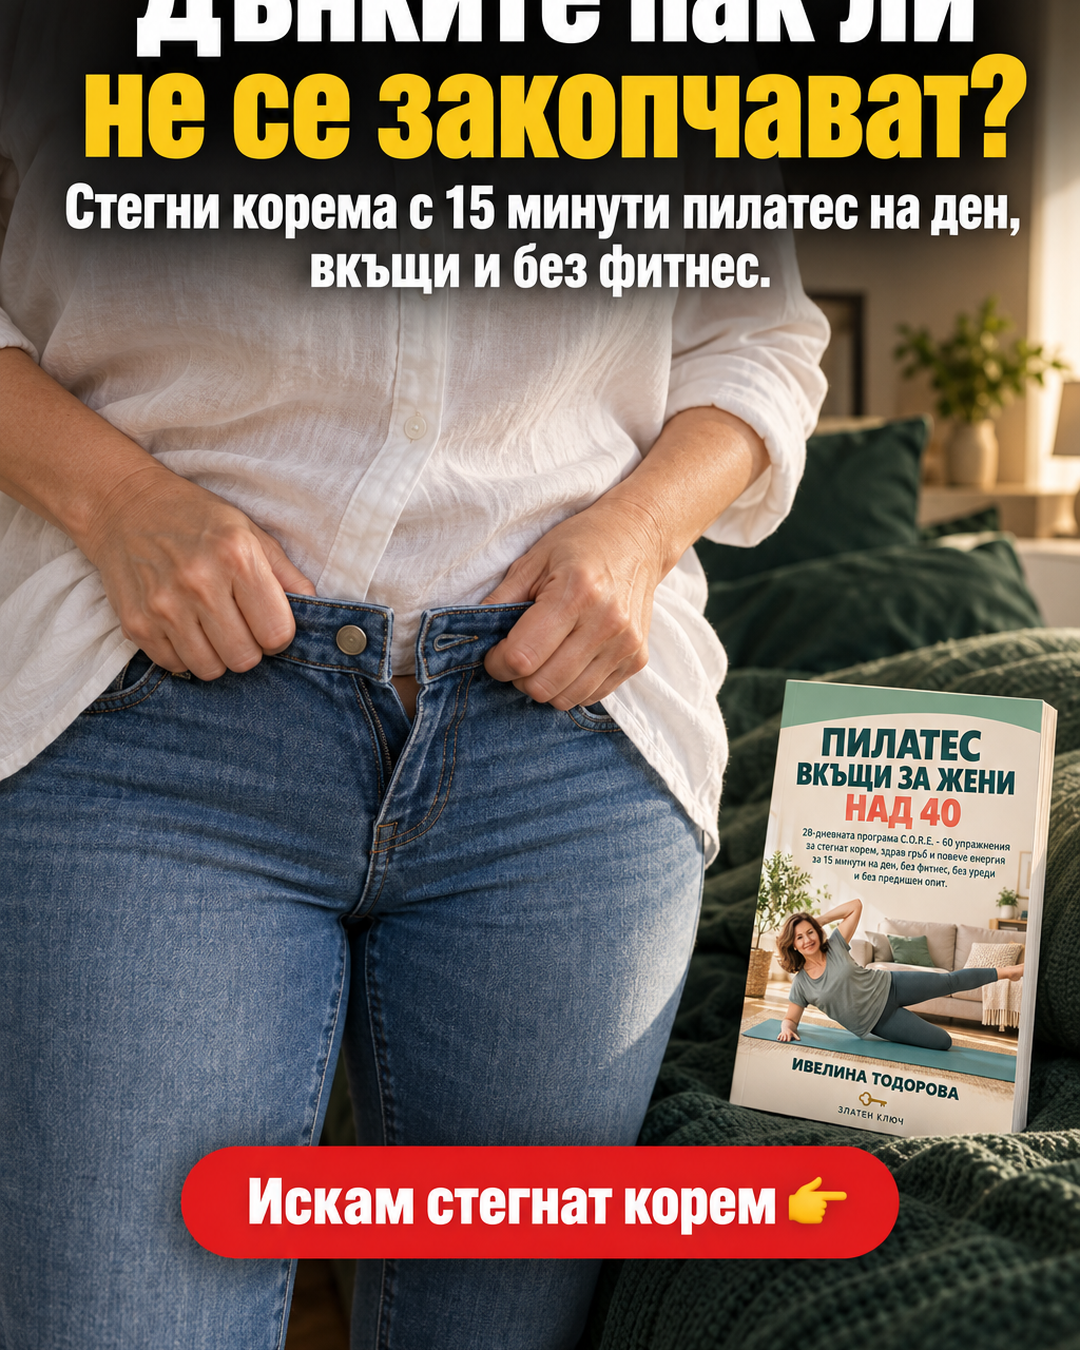 Дънките пак ли
не се закопчават?
Стегни корема с 15 минути пилатес на ден,
вкъщи и без фитнес.
ПИЛАТЕС
ВКЪЩИ ЗА ЖЕНИ
НАД 40
28-дневната програма C.O.R.E. - 60 упражнения
за стегнат корем, здрав гръб и повече енергия
за 15 минути на ден, без фитнес, без уреди
и без предишен опит.
ИВЕЛИНА ТОДОРОВА
ЗЛАТЕН КЛЮЧ
Искам стегнат корем